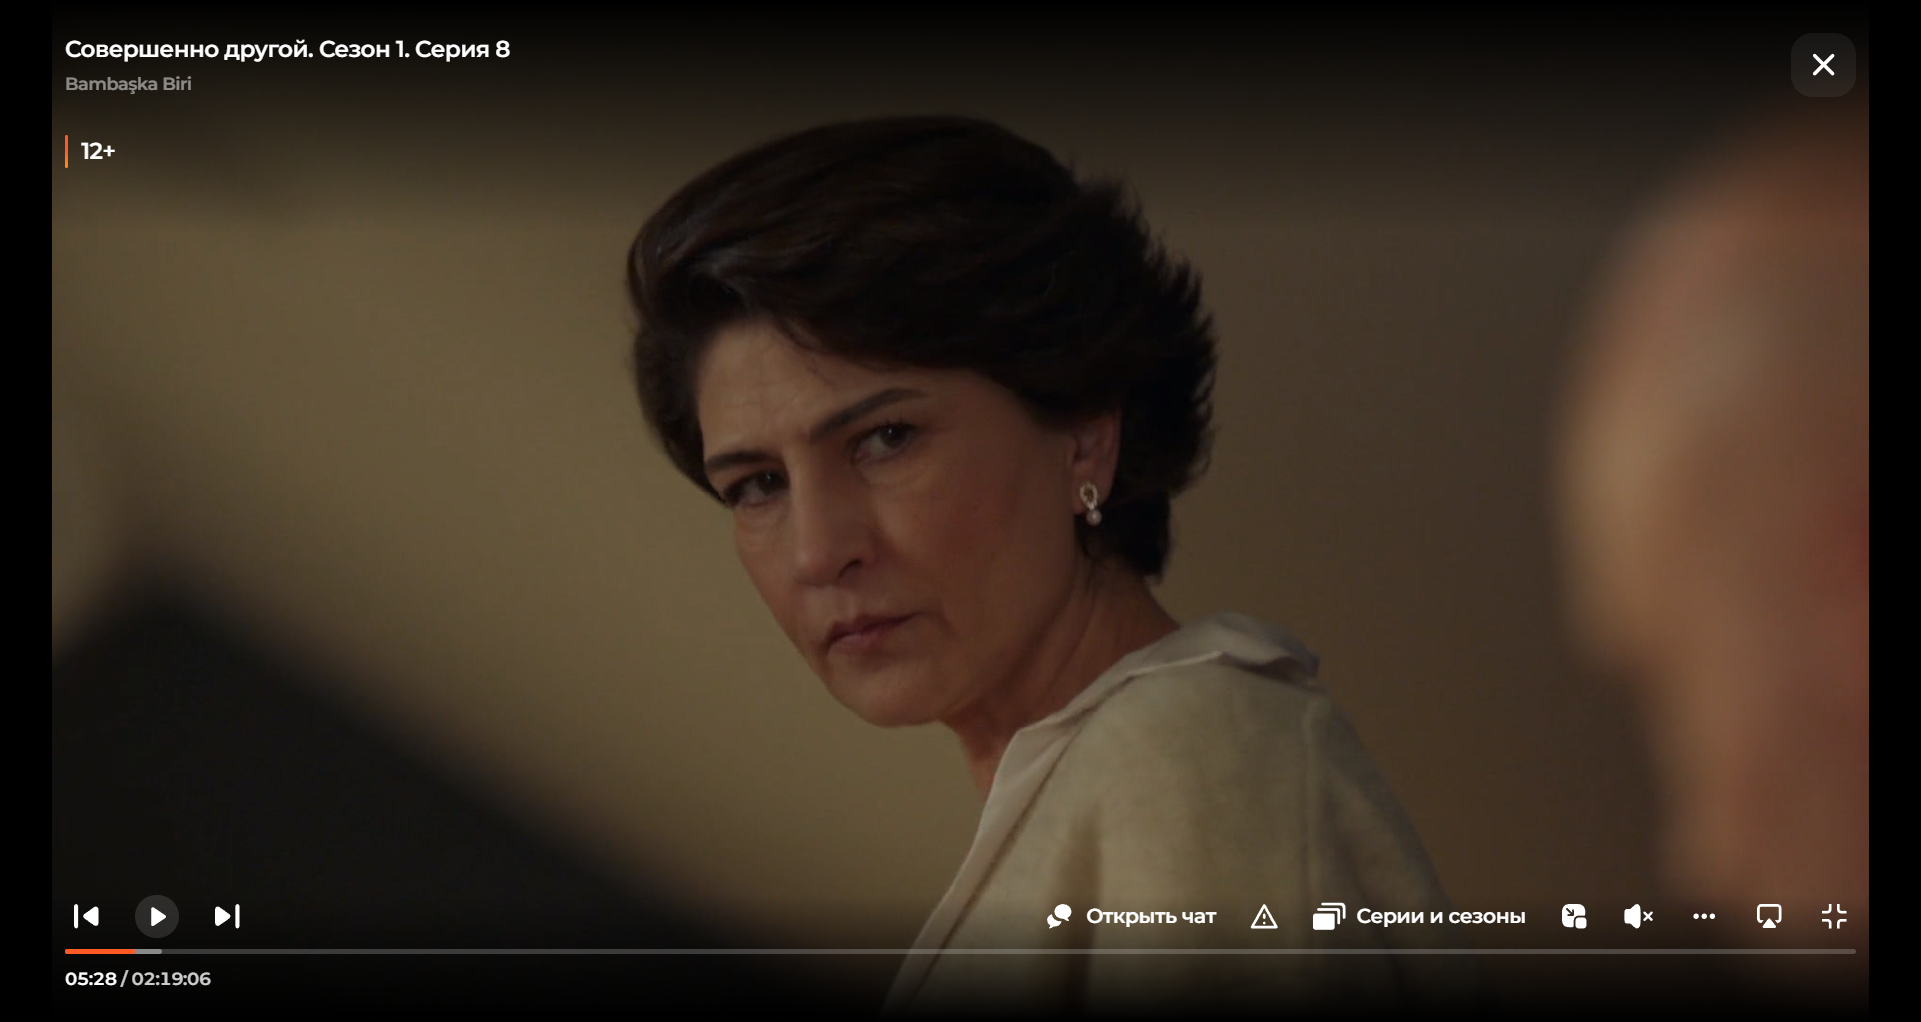 Совершенно другой. Сезон 1. Серия 8
Bambaşka Biri
12+
Открыть чат
Серии и сезоны
05:28 / 02:19:06